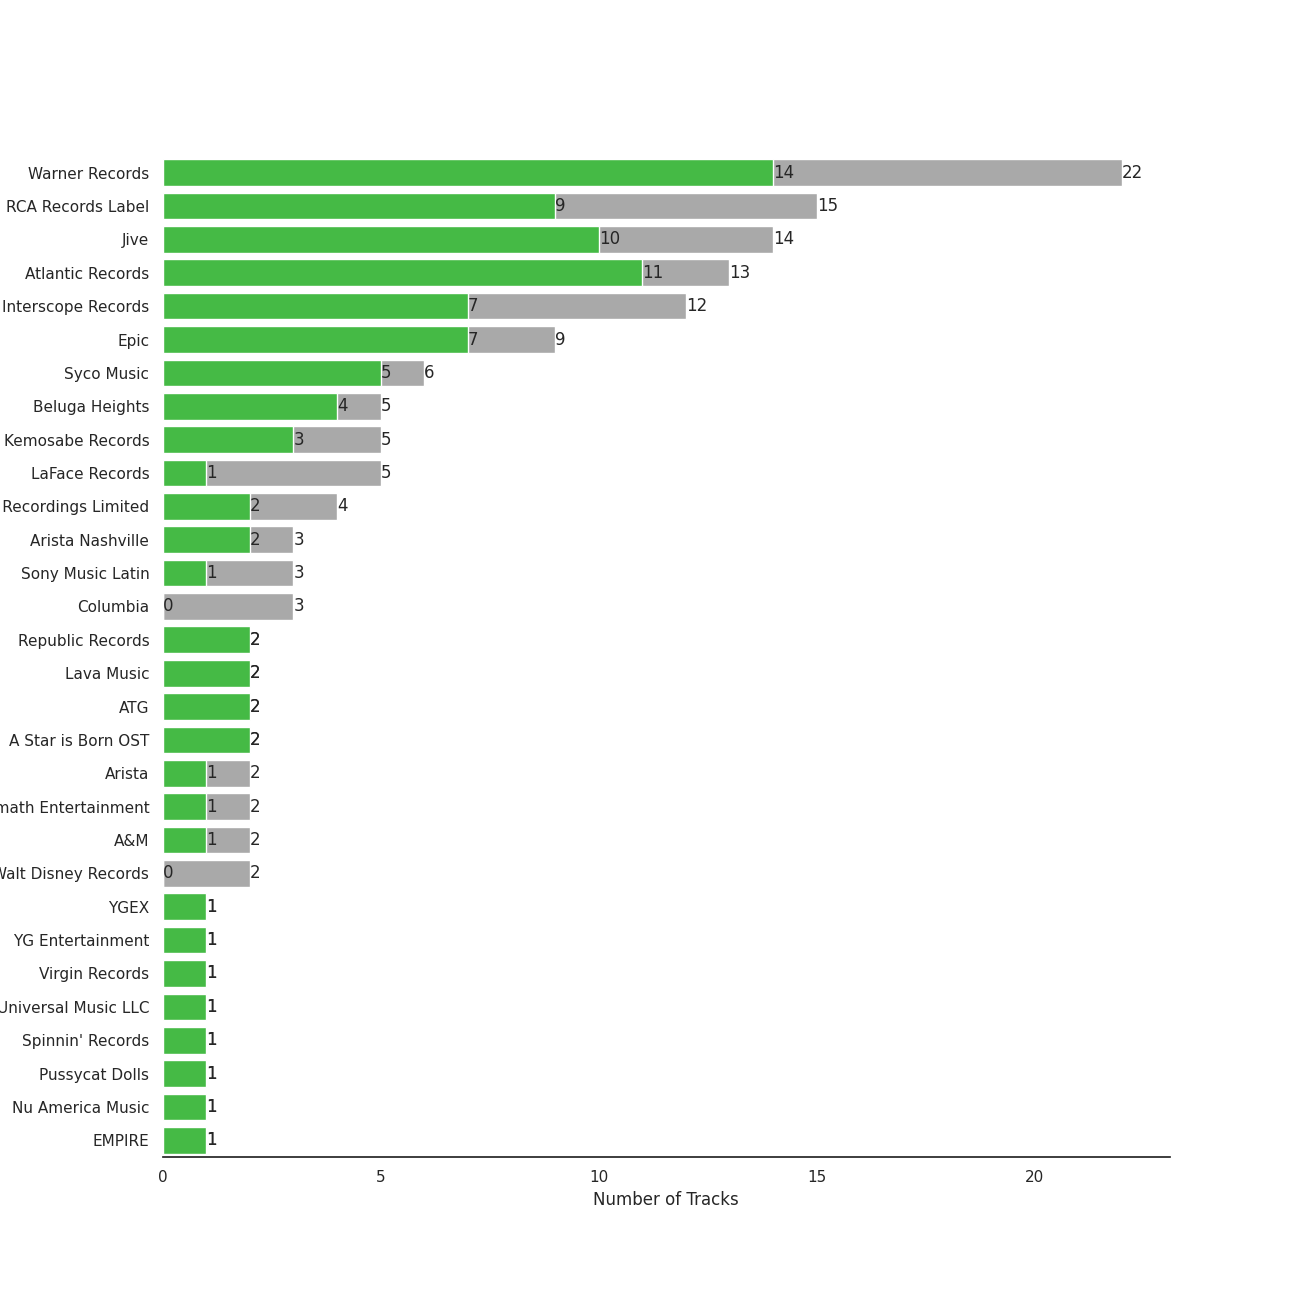 Warner Records 14 22
RCA Records Label 9 15
Jive 10 14
Atlantic Records 11 13
Interscope Records 7 12
Epic 7 9
Syco Music 5 6
Beluga Heights 4 5
Kemosabe Records 3 5
LaFace Records 1 5
Recordings Limited 2 4
Arista Nashville 2 3
Sony Music Latin 1 3
Columbia 0 3
Republic Records 2
Lava Music 2
ATG 2
A Star is Born OST 2
Arista 1 2
Entertainment 1 2
A&M 1 2
Walt Disney Records 0 2
YGEX 1
YG Entertainment 1
Virgin Records 1
Universal Music LLC 1
Spinnin' Records 1
Pussycat Dolls 1
Nu America Music 1
EMPIRE 1
0 5 10 15 20
Number of Tracks